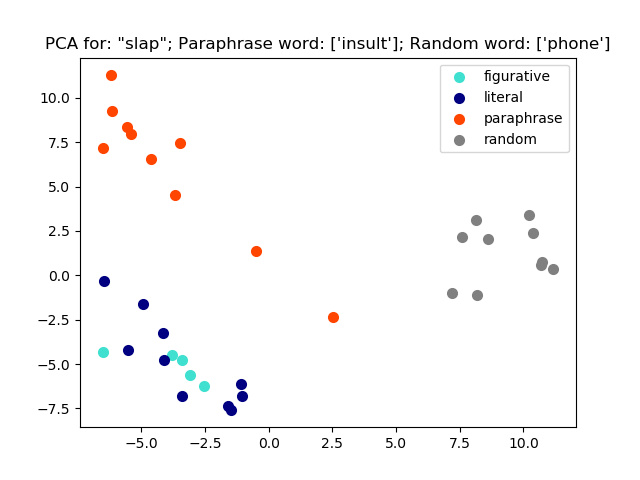 PCA for: "slap"; Paraphrase word: ['insult']; Random word: ['phone']
figurative
literal
paraphrase
random
10.0
7.5
5.0
2.5
0.0
−2.5
−5.0
−7.5
−5.0 −2.5 0.0 2.5 5.0 7.5 10.0